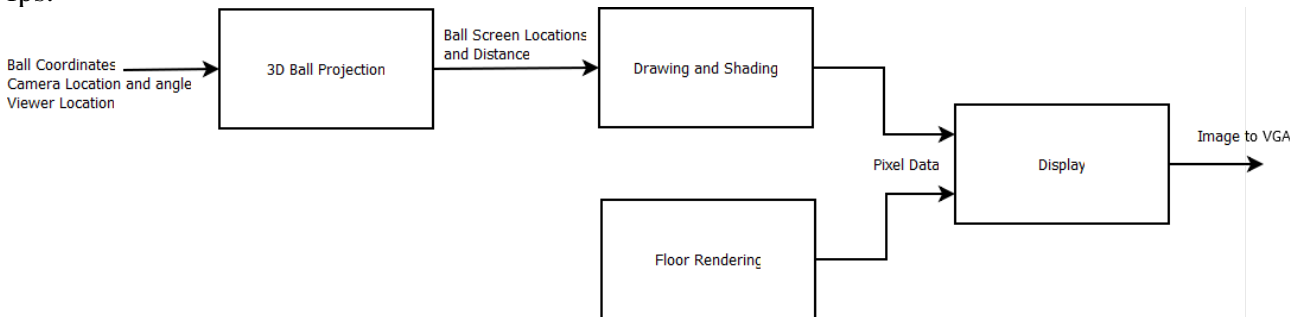 fps.
Ball Coordinates
Camera Location and angle
Viewer Location
3D Ball Projection
Ball Screen Locations
and Distance
Drawing and Shading
Pixel Data
Floor Rendering
Display
Image to VGA